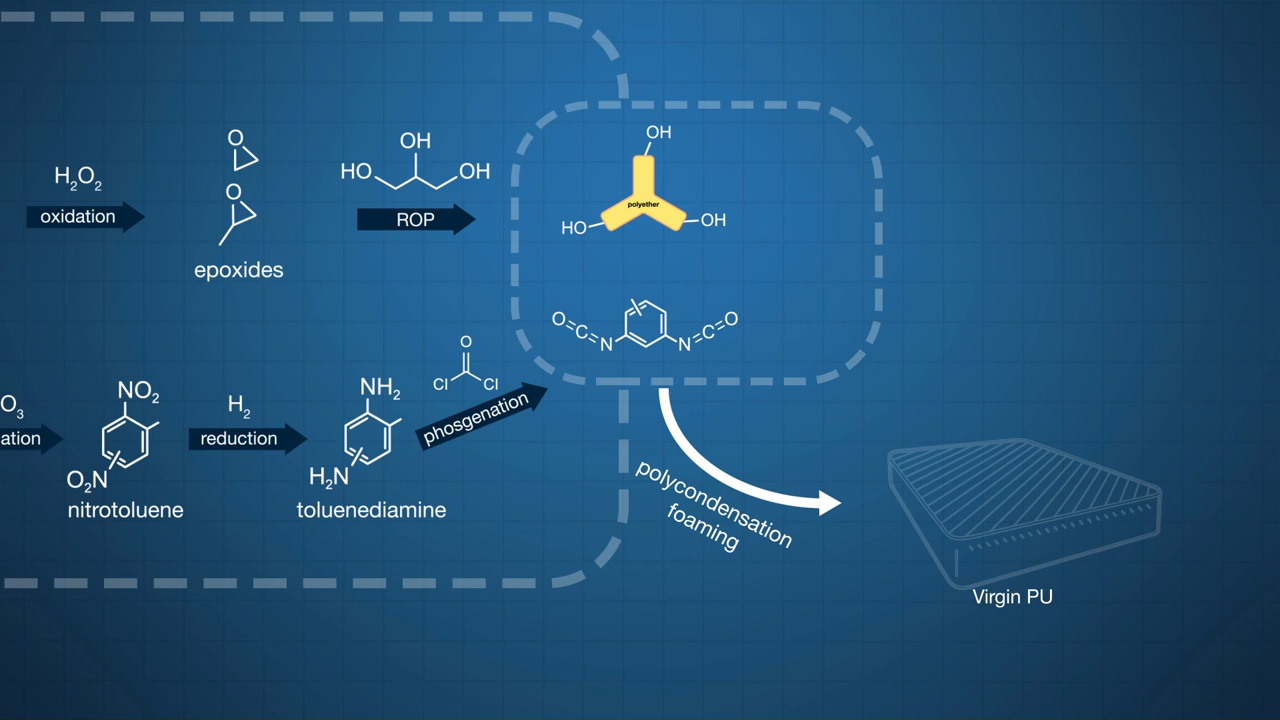 H₂O₂
oxidation
O
O
epoxides
OH
HO
OH
ROP
OH
polyether
HO
OH
O=C=N
N=C=O
O₃
ation
NO₂
O₂N
nitrotoluene
H₂
reduction
NH₂
H₂N
toluenediamine
O
Cl
Cl
phosgenation
polycondensation
foaming
Virgin PU